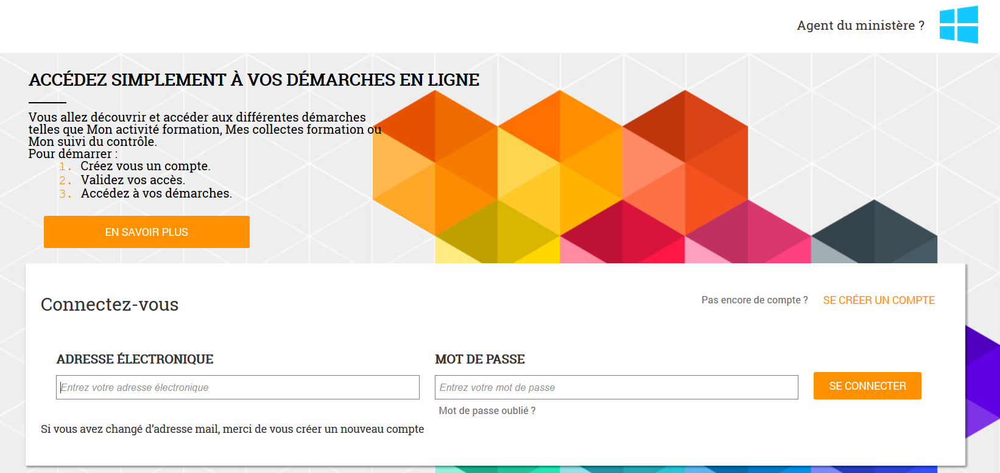 Agent du ministère ?
ACCÉDEZ SIMPLEMENT À VOS DÉMARCHES EN LIGNE
Vous allez découvrir et accéder aux différentes démarches
telles que Mon activité formation, Mes collectes formation ou
Mon suivi du contrôle.
Pour démarrer :
1. Créez vous un compte.
2. Validez vos accès.
3. Accédez à vos démarches.
EN SAVOIR PLUS
Connectez-vous
Pas encore de compte ? SE CRÉER UN COMPTE
ADRESSE ÉLECTRONIQUE
Entrez votre adresse électronique
MOT DE PASSE
Entrez votre mot de passe
SE CONNECTER
Mot de passe oublié ?
Si vous avez changé d’adresse mail, merci de vous créer un nouveau compte